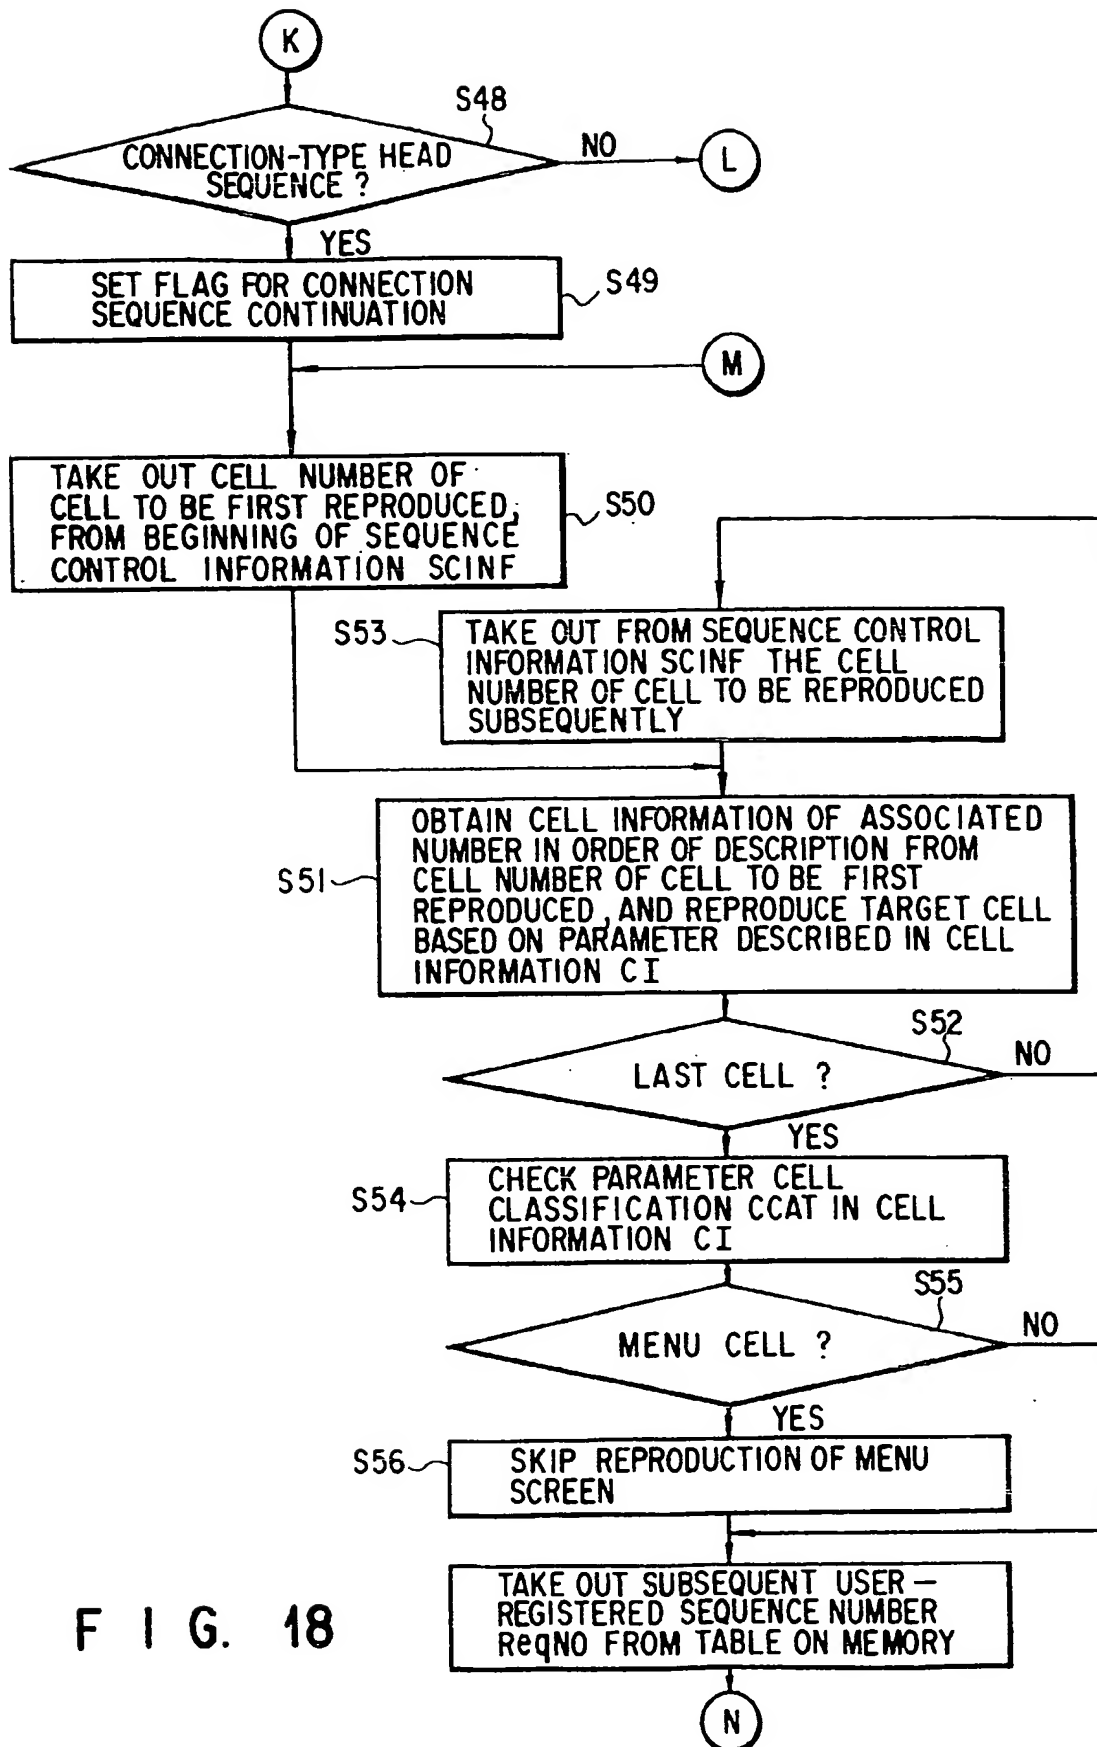 K
S48
CONNECTION-TYPE HEAD
SEQUENCE ?
NO
L
YES
SET FLAG FOR CONNECTION
SEQUENCE CONTINUATION
S49
M
TAKE OUT CELL NUMBER OF
CELL TO BE FIRST REPRODUCED,
FROM BEGINNING OF SEQUENCE
CONTROL INFORMATION SCINF
S50
S53
TAKE OUT FROM SEQUENCE CONTROL
INFORMATION SCINF THE CELL
NUMBER OF CELL TO BE REPRODUCED
SUBSEQUENTLY
S51
OBTAIN CELL INFORMATION OF ASSOCIATED
NUMBER IN ORDER OF DESCRIPTION FROM
CELL NUMBER OF CELL TO BE FIRST
REPRODUCED, AND REPRODUCE TARGET CELL
BASED ON PARAMETER DESCRIBED IN CELL
INFORMATION CI
S52
LAST CELL ?
NO
YES
S54
CHECK PARAMETER CELL
CLASSIFICATION CCAT IN CELL
INFORMATION CI
S55
MENU CELL ?
NO
YES
S56
SKIP REPRODUCTION OF MENU
SCREEN
TAKE OUT SUBSEQUENT USER-
REGISTERED SEQUENCE NUMBER
ReqNO FROM TABLE ON MEMORY
N
FIG. 18